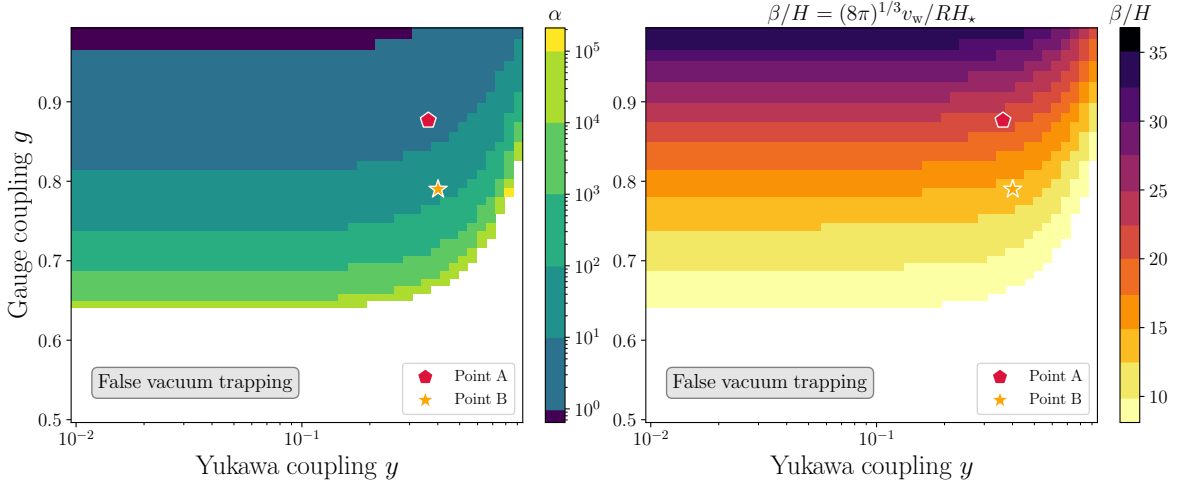 α
β/H = (8π)^{1/3} v_w/RH_⋆
β/H
Gauge coupling g
0.9
0.8
0.7
0.6
0.5
10^{-2}
10^{-1}
Yukawa coupling y
False vacuum trapping
Point A
Point B
10^5
10^4
10^3
10^2
10^1
10^0
0.9
0.8
0.7
0.6
0.5
10^{-2}
10^{-1}
Yukawa coupling y
False vacuum trapping
Point A
Point B
35
30
25
20
15
10